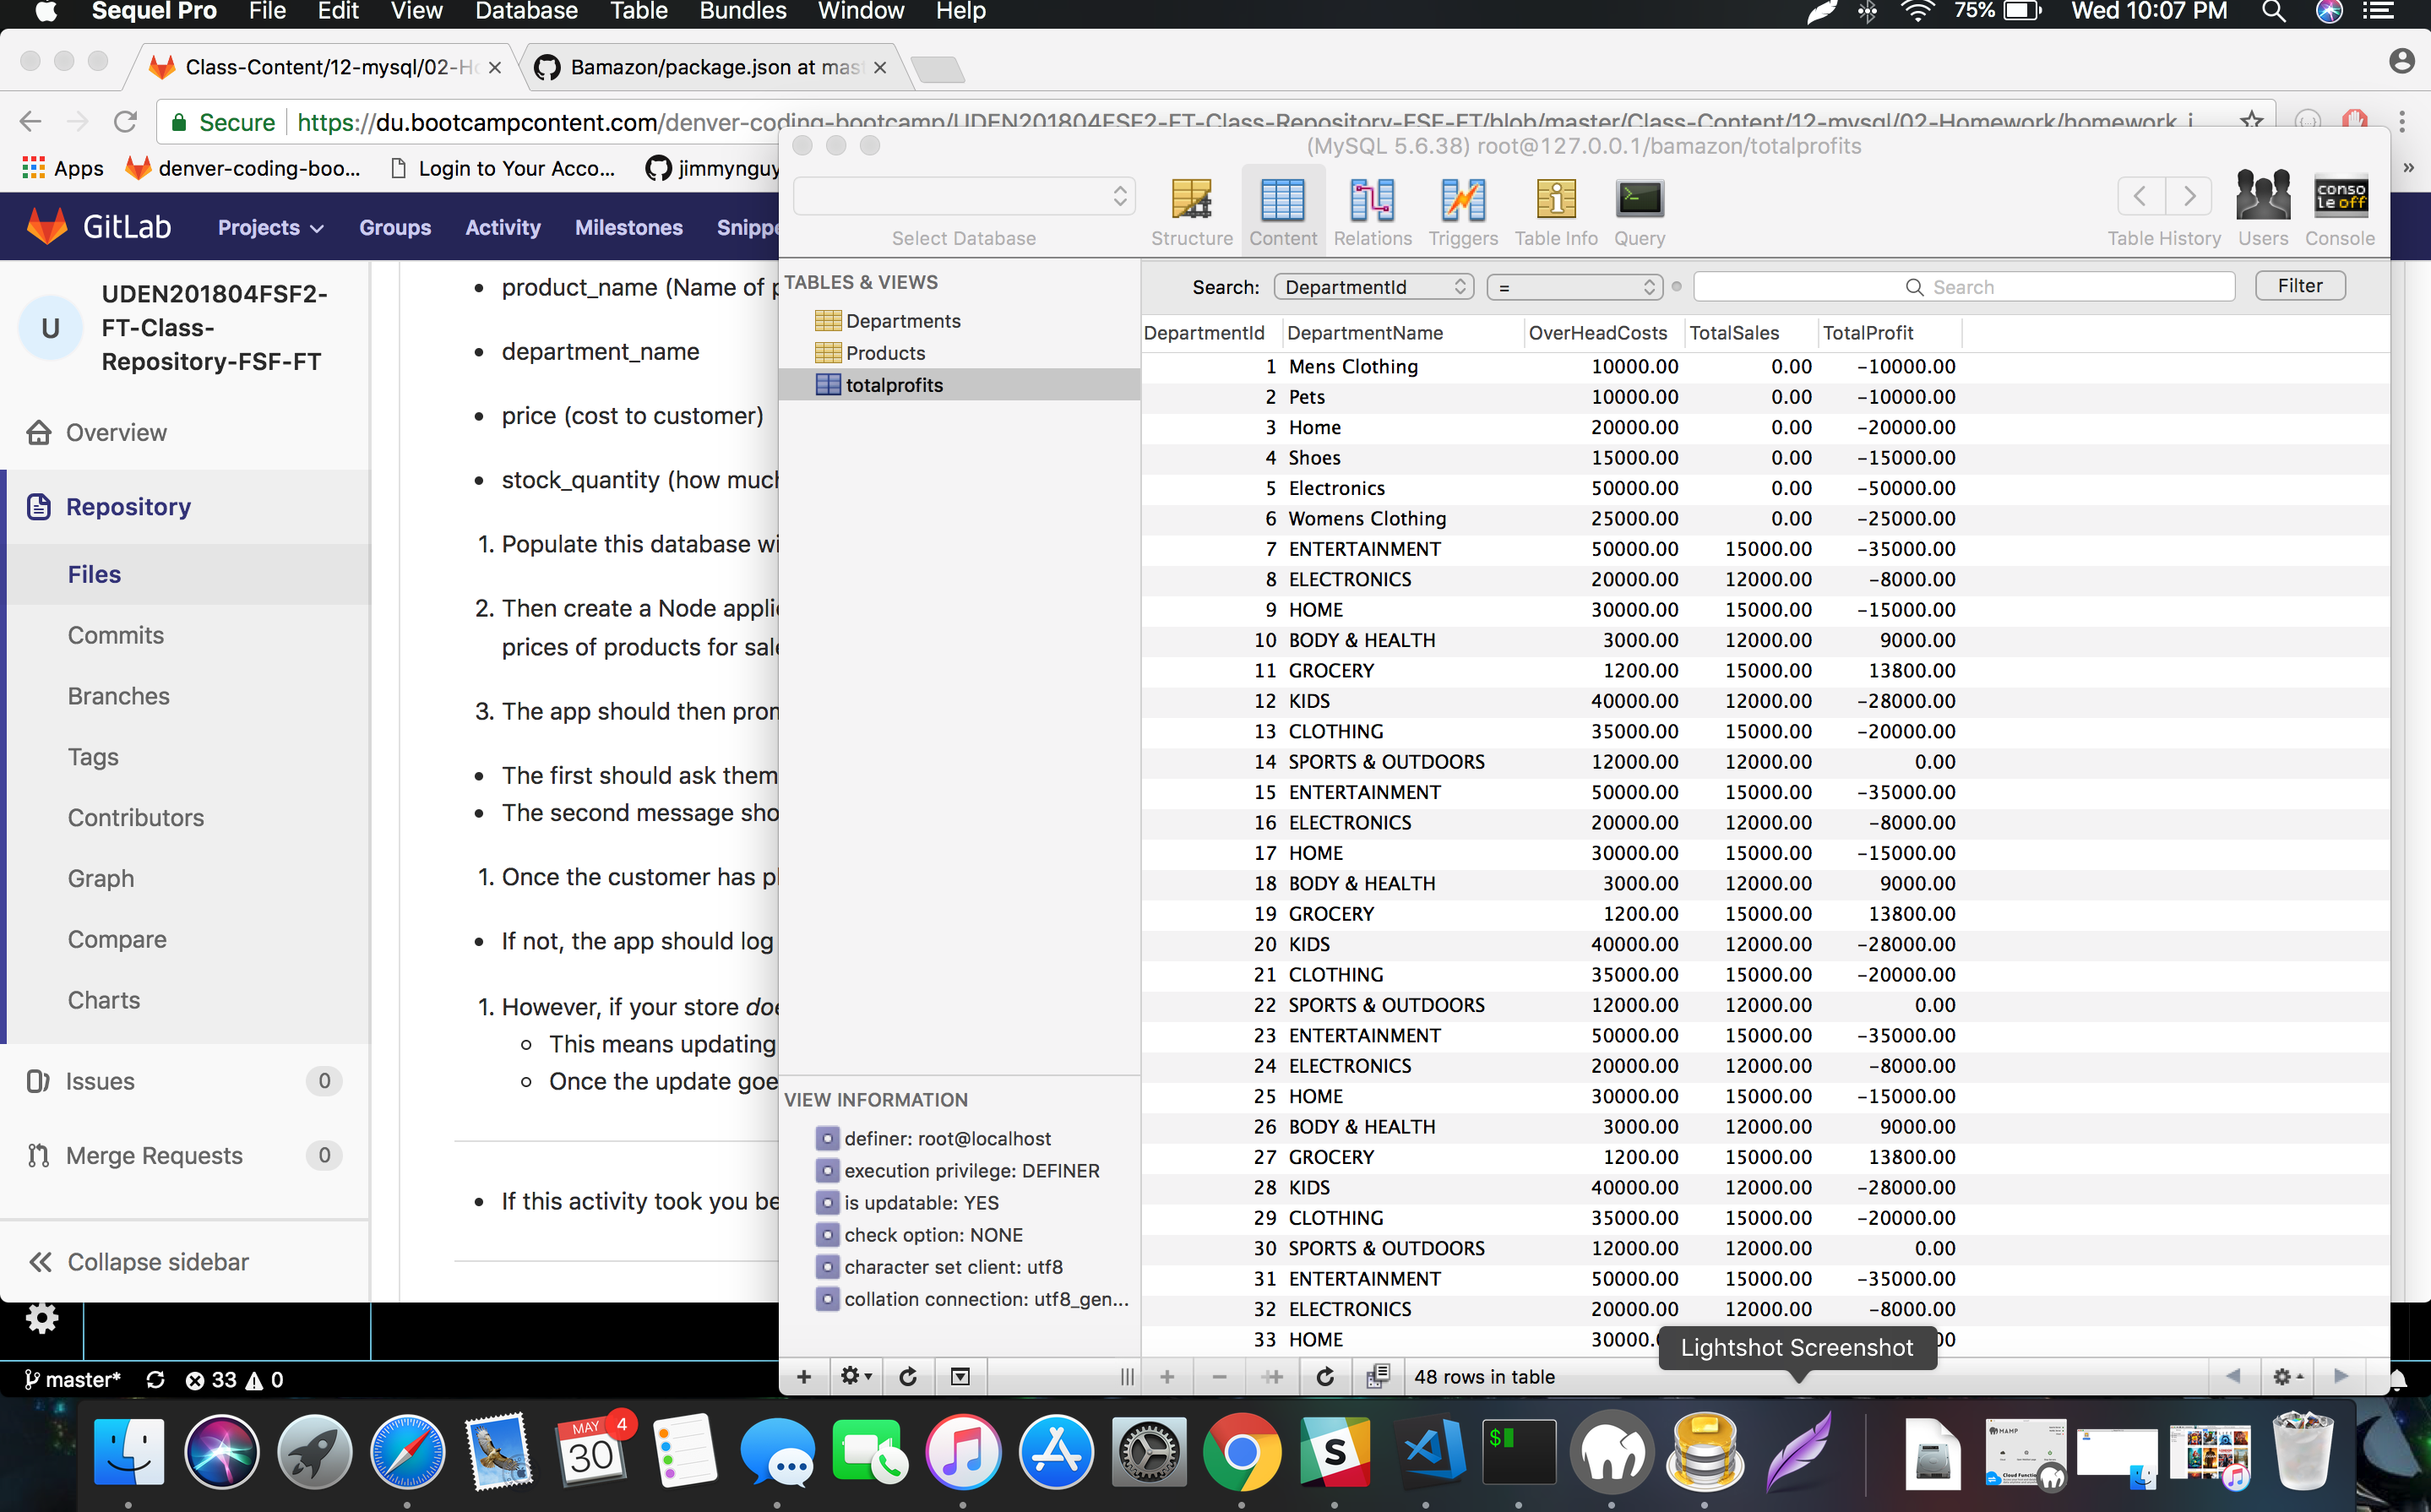 Sequel Pro File Edit View Database Table Bundles Window Help 75% Wed 10:07 PM
Class-Content/12-mysql/02-Ho Bamazon/package.json at mast
Secure https://du.bootcampcontent.com/denver-coding-bootcamp/UDEN201804FSF2-FT-Class-Repository-FSF-FT/blob/master/Class-Content/12-mysql/02-Homework/homework_i
Apps denver-coding-boo... Login to Your Acco... jimmyngu
GitLab Projects Groups Activity Milestones Snipp
U
UDEN201804FSF2-
FT-Class-
Repository-FSF-FT
Overview
Repository
Files
Commits
Branches
Tags
Contributors
Graph
Compare
Charts
Issues 0
Merge Requests 0
Collapse sidebar
product_name (Name of p
department_name
price (cost to customer)
stock_quantity (how much
1. Populate this database wi
2. Then create a Node applic
prices of products for sale
3. The app should then prom
The first should ask them
The second message sho
1. Once the customer has pl
If not, the app should log
1. However, if your store doe
This means updating
Once the update goe
If this activity took you be
(MySQL 5.6.38) root@127.0.0.1/bamazon/totalprofits
Select Database Structure Content Relations Triggers Table Info Query Table History Users Console
conso
le off
TABLES & VIEWS
Departments
Products
totalprofits
VIEW INFORMATION
definer: root@localhost
execution privilege: DEFINER
is updatable: YES
check option: NONE
character set client: utf8
collation connection: utf8_gen...
Search: DepartmentId = Search Filter
DepartmentId DepartmentName OverHeadCosts TotalSales TotalProfit
1 Mens Clothing 10000.00 0.00 -10000.00
2 Pets 10000.00 0.00 -10000.00
3 Home 20000.00 0.00 -20000.00
4 Shoes 15000.00 0.00 -15000.00
5 Electronics 50000.00 0.00 -50000.00
6 Womens Clothing 25000.00 0.00 -25000.00
7 ENTERTAINMENT 50000.00 15000.00 -35000.00
8 ELECTRONICS 20000.00 12000.00 -8000.00
9 HOME 30000.00 15000.00 -15000.00
10 BODY & HEALTH 3000.00 12000.00 9000.00
11 GROCERY 1200.00 15000.00 13800.00
12 KIDS 40000.00 12000.00 -28000.00
13 CLOTHING 35000.00 15000.00 -20000.00
14 SPORTS & OUTDOORS 12000.00 12000.00 0.00
15 ENTERTAINMENT 50000.00 15000.00 -35000.00
16 ELECTRONICS 20000.00 12000.00 -8000.00
17 HOME 30000.00 15000.00 -15000.00
18 BODY & HEALTH 3000.00 12000.00 9000.00
19 GROCERY 1200.00 15000.00 13800.00
20 KIDS 40000.00 12000.00 -28000.00
21 CLOTHING 35000.00 15000.00 -20000.00
22 SPORTS & OUTDOORS 12000.00 12000.00 0.00
23 ENTERTAINMENT 50000.00 15000.00 -35000.00
24 ELECTRONICS 20000.00 12000.00 -8000.00
25 HOME 30000.00 15000.00 -15000.00
26 BODY & HEALTH 3000.00 12000.00 9000.00
27 GROCERY 1200.00 15000.00 13800.00
28 KIDS 40000.00 12000.00 -28000.00
29 CLOTHING 35000.00 15000.00 -20000.00
30 SPORTS & OUTDOORS 12000.00 12000.00 0.00
31 ENTERTAINMENT 50000.00 15000.00 -35000.00
32 ELECTRONICS 20000.00 12000.00 -8000.00
33 HOME 30000.
Lightshot Screenshot
48 rows in table
master* 33 0
MAY
30
4